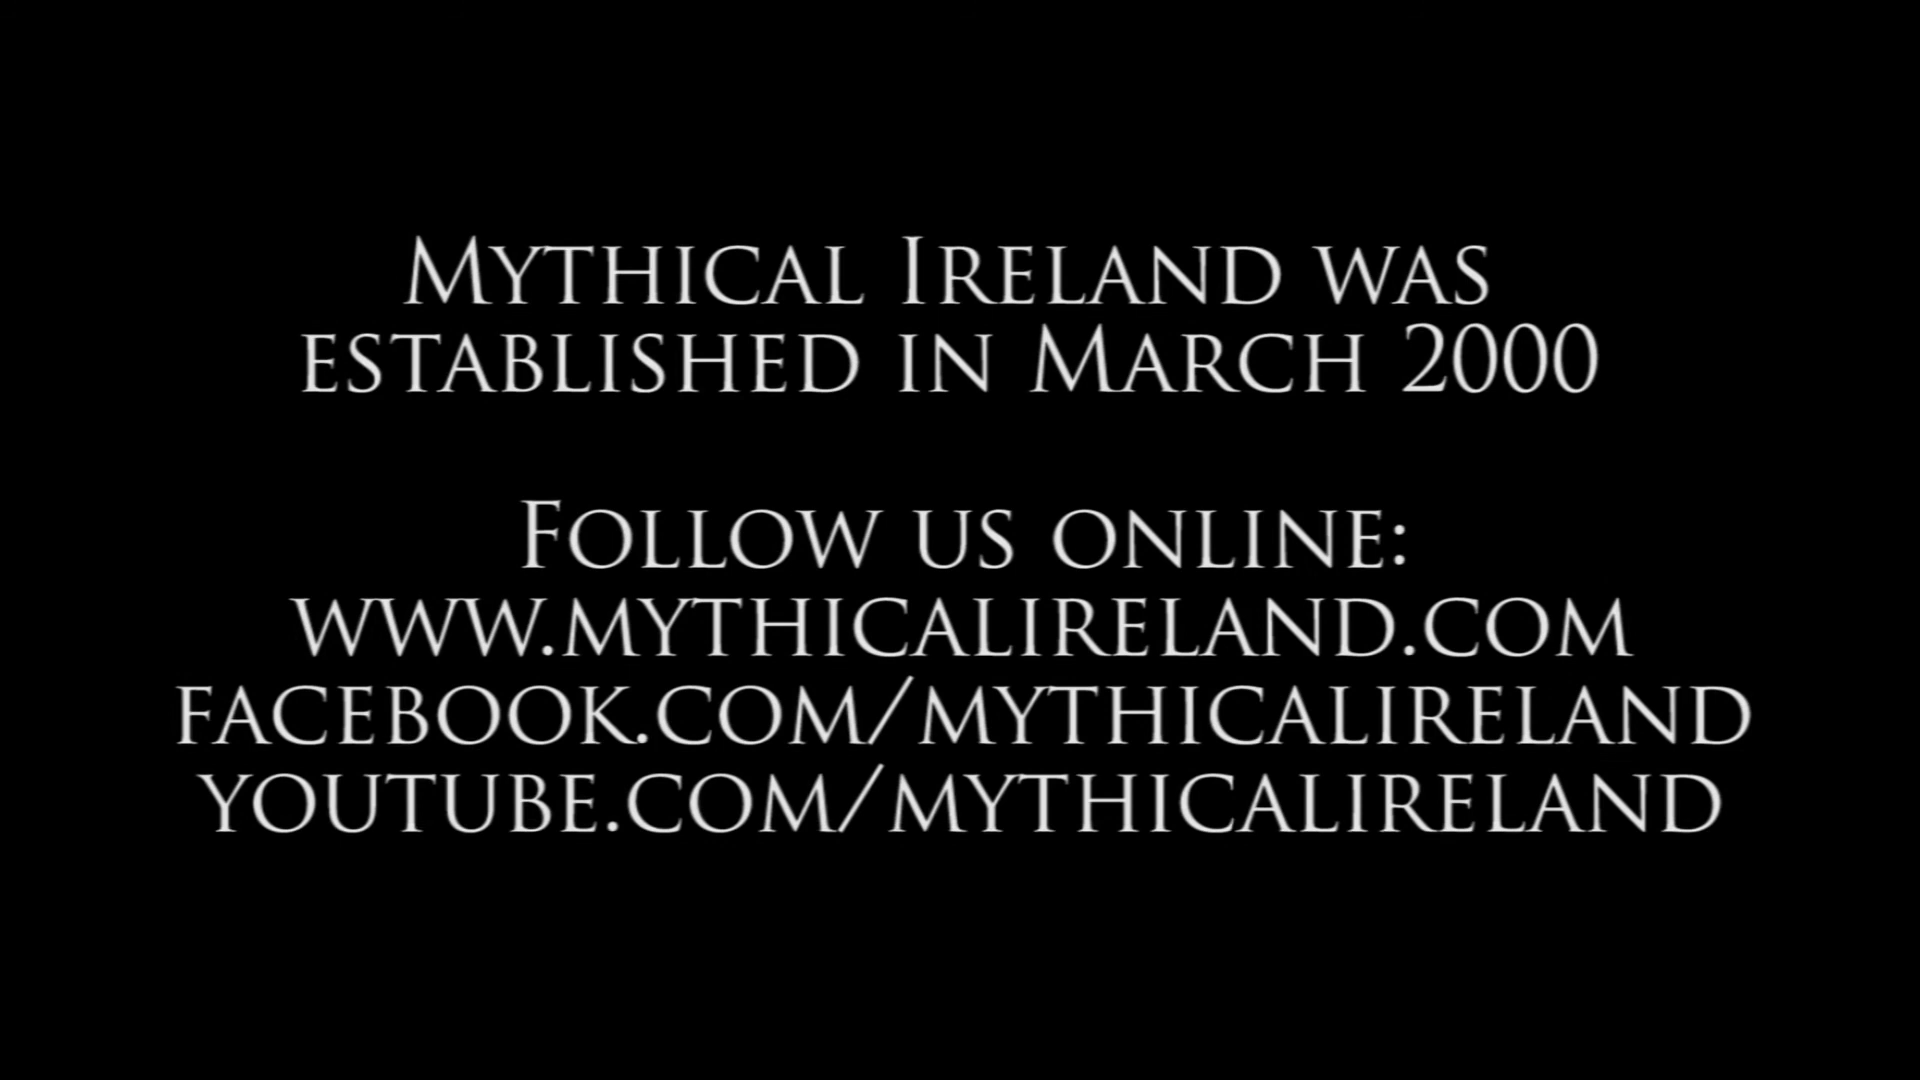 Mythical Ireland was
established in March 2000
Follow us online:
www.mythicalireland.com
facebook.com/mythicalireland
youtube.com/mythicalireland